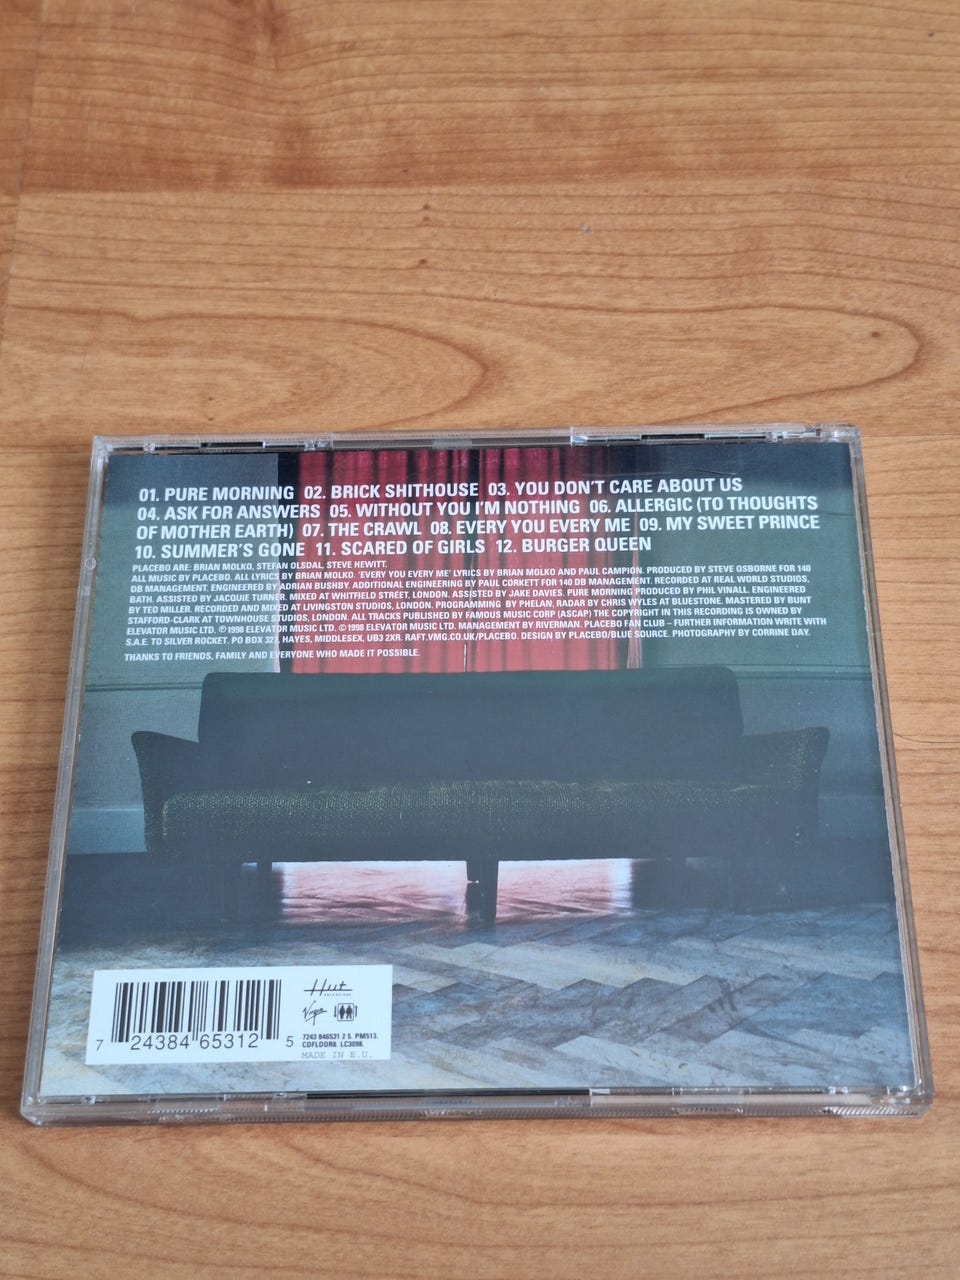 01. PURE MORNING 02. BRICK SHITHOUSE 03. YOU DON'T CARE ABOUT US
04. ASK FOR ANSWERS 05. WITHOUT YOU I'M NOTHING 06. ALLERGIC (TO THOUGHTS
OF MOTHER EARTH) 07. THE CRAWL 08. EVERY YOU EVERY ME 09. MY SWEET PRINCE
10. SUMMER'S GONE 11. SCARED OF GIRLS 12. BURGER QUEEN
PLACEBO ARE: BRIAN MOLKO, STEFAN OLSDAL, STEVE HEWITT.
ALL MUSIC BY PLACEBO. ALL LYRICS BY BRIAN MOLKO. 'EVERY YOU EVERY ME' LYRICS BY BRIAN MOLKO AND PAUL CAMPION. PRODUCED BY STEVE OSBORNE FOR 140
DB MANAGEMENT. ENGINEERED BY ADRIAN BUSHBY. ADDITIONAL ENGINEERING BY PAUL CORKETT FOR 140 DB MANAGEMENT. RECORDED AT REAL WORLD STUDIOS,
BATH. ASSISTED BY JACQUIE TURNER. MIXED AT WHITFIELD STREET, LONDON. ASSISTED BY JAKE DAVIES. PURE MORNING PRODUCED BY PHIL VINALL. ENGINEERED
BY TEO MILLER. RECORDED AND MIXED AT LIVINGSTON STUDIOS, LONDON. PROGRAMMING BY PHELAN, RADAR BY CHRIS WYLES AT BLUESTONE. MASTERED BY BUNT
STAFFORD-CLARK AT TOWNHOUSE STUDIOS, LONDON. ALL TRACKS PUBLISHED BY FAMOUS MUSIC CORP (ASCAP) THE COPYRIGHT IN THIS RECORDING IS OWNED BY
ELEVATOR MUSIC LTD. ℗1998 ELEVATOR MUSIC LTD. ©1998 ELEVATOR MUSIC LTD. MANAGEMENT BY RIVERMAN. PLACEBO FAN CLUB – FURTHER INFORMATION WRITE WITH
S.A.E. TO SILVER ROCKET. PO BOX 327, HAYES, MIDDLESEX, UB3 2XR. RAFT.VMG.CO.UK/PLACEBO. DESIGN BY PLACEBO/BLUE SOURCE. PHOTOGRAPHY BY CORRINE DAY.
THANKS TO FRIENDS, FAMILY AND EVERYONE WHO MADE IT POSSIBLE.
Hut
RECORDINGS
Virgin
7 24384 65312 5
7243 846531 2 5. PM513.
CDFLOOR8. LC3098.
MADE IN E.U.